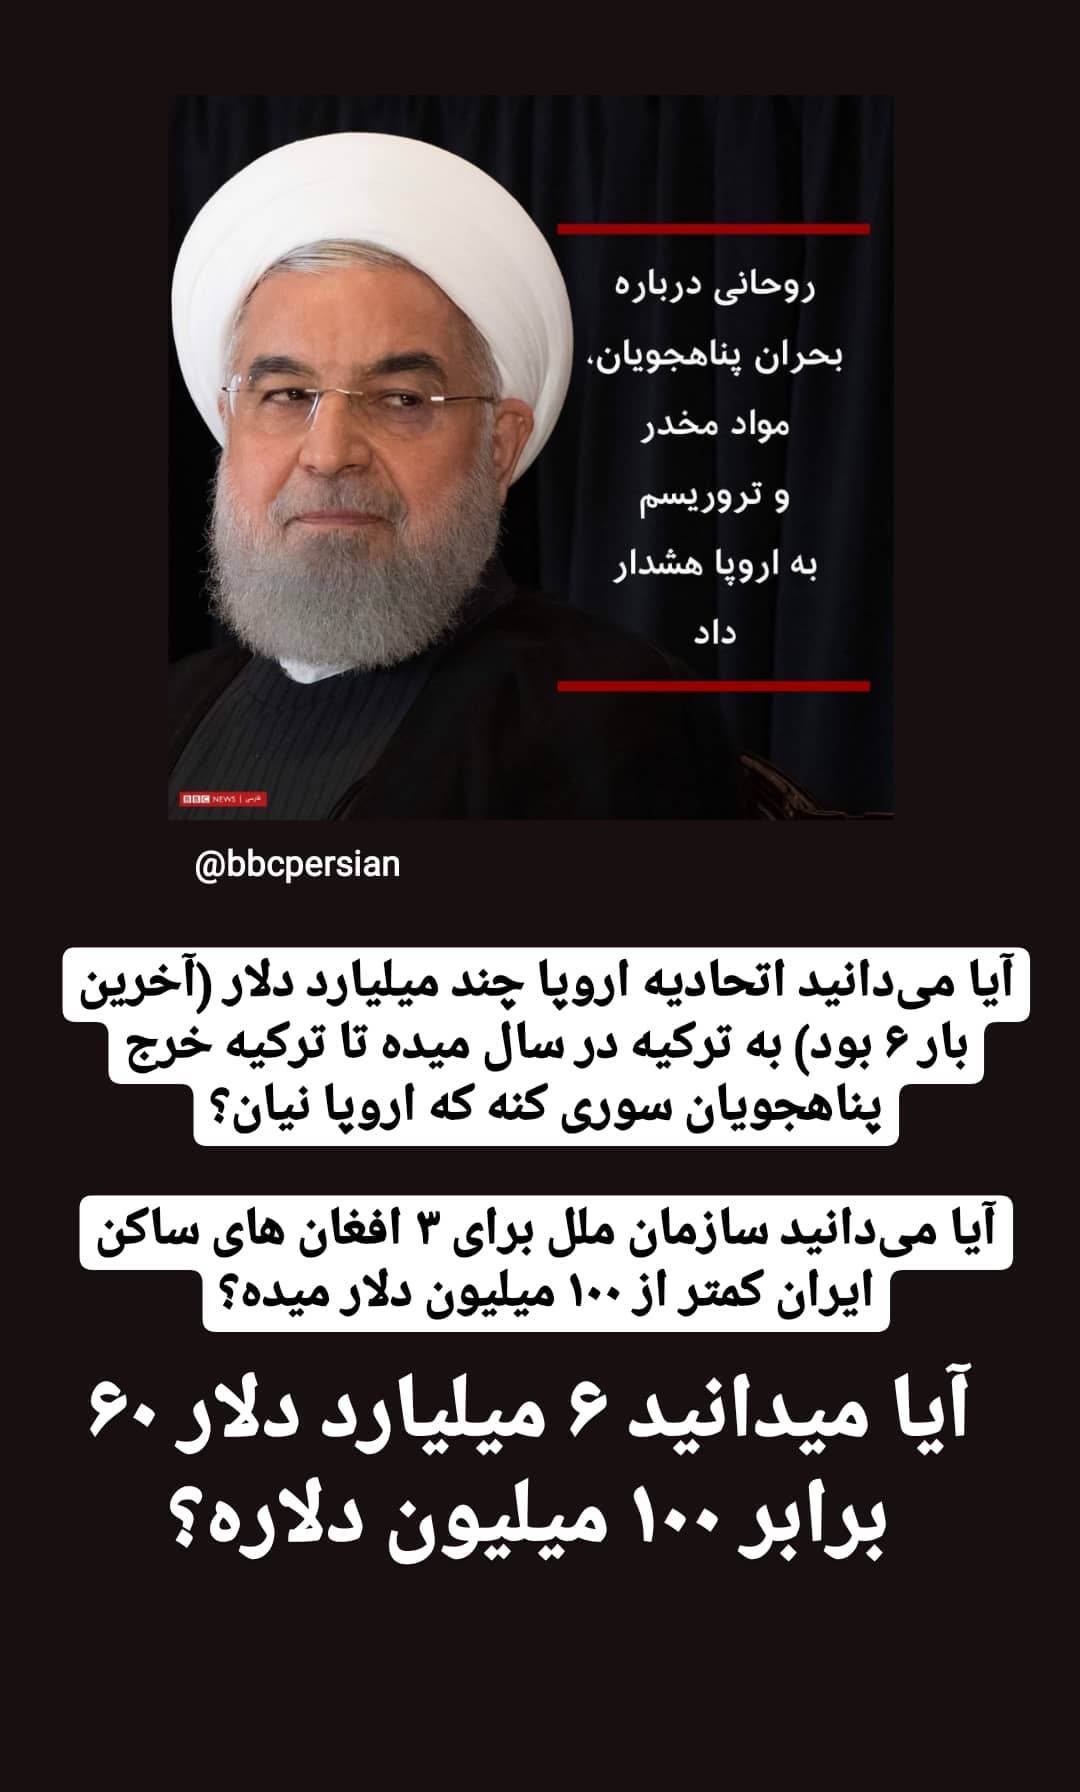 روحانی درباره
بحران پناهجویان،
مواد مخدر
و تروریسم
به اروپا هشدار
داد
BBC NEWS | فارسی
@bbcpersian
آیا می‌دانید اتحادیه اروپا چند میلیارد دلار (آخرین
بار ۶ بود) به ترکیه در سال میده تا ترکیه خرج
پناهجویان سوری کنه که اروپا نیان؟
آیا می‌دانید سازمان ملل برای ۳ افغان های ساکن
ایران کمتر از ۱۰۰ میلیون دلار میده؟
آیا میدانید ۶ میلیارد دلار ۶۰
برابر ۱۰۰ میلیون دلاره؟